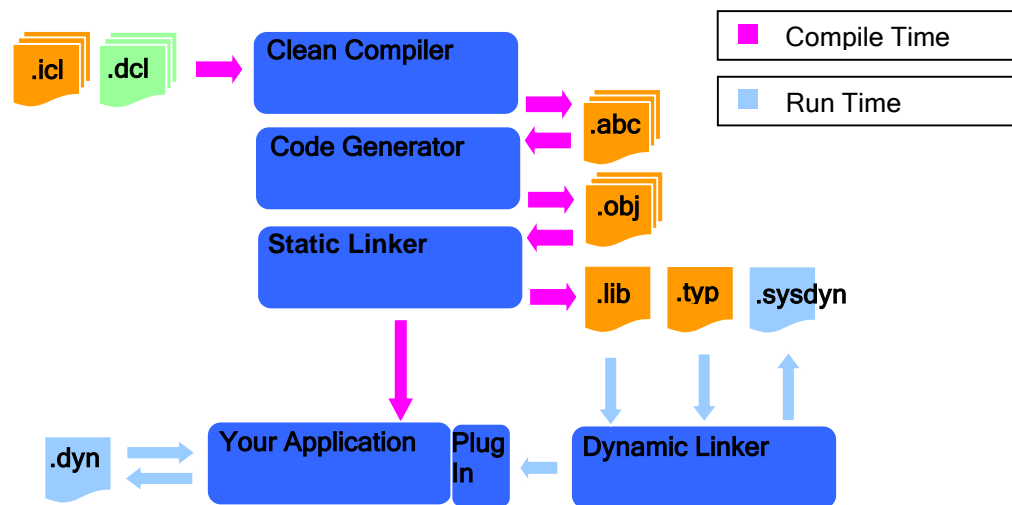 Compile Time
Run Time
.icl
.dcl
Clean Compiler
.abc
Code Generator
.obj
Static Linker
.lib
.typ
.sysdyn
.dyn
Your Application
Plug
In
Dynamic Linker